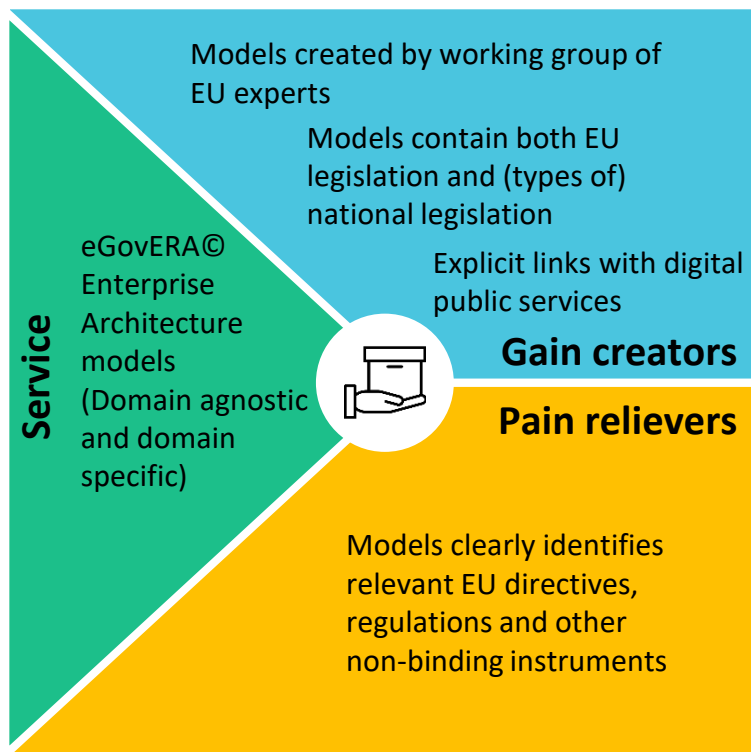 Models created by working group of
EU experts
Models contain both EU
legislation and (types of)
national legislation
Explicit links with digital
public services
Gain creators
Service
eGovERA©
Enterprise
Architecture
models
(Domain agnostic
and domain
specific)
Pain relievers
Models clearly identifies
relevant EU directives,
regulations and other
non-binding instruments